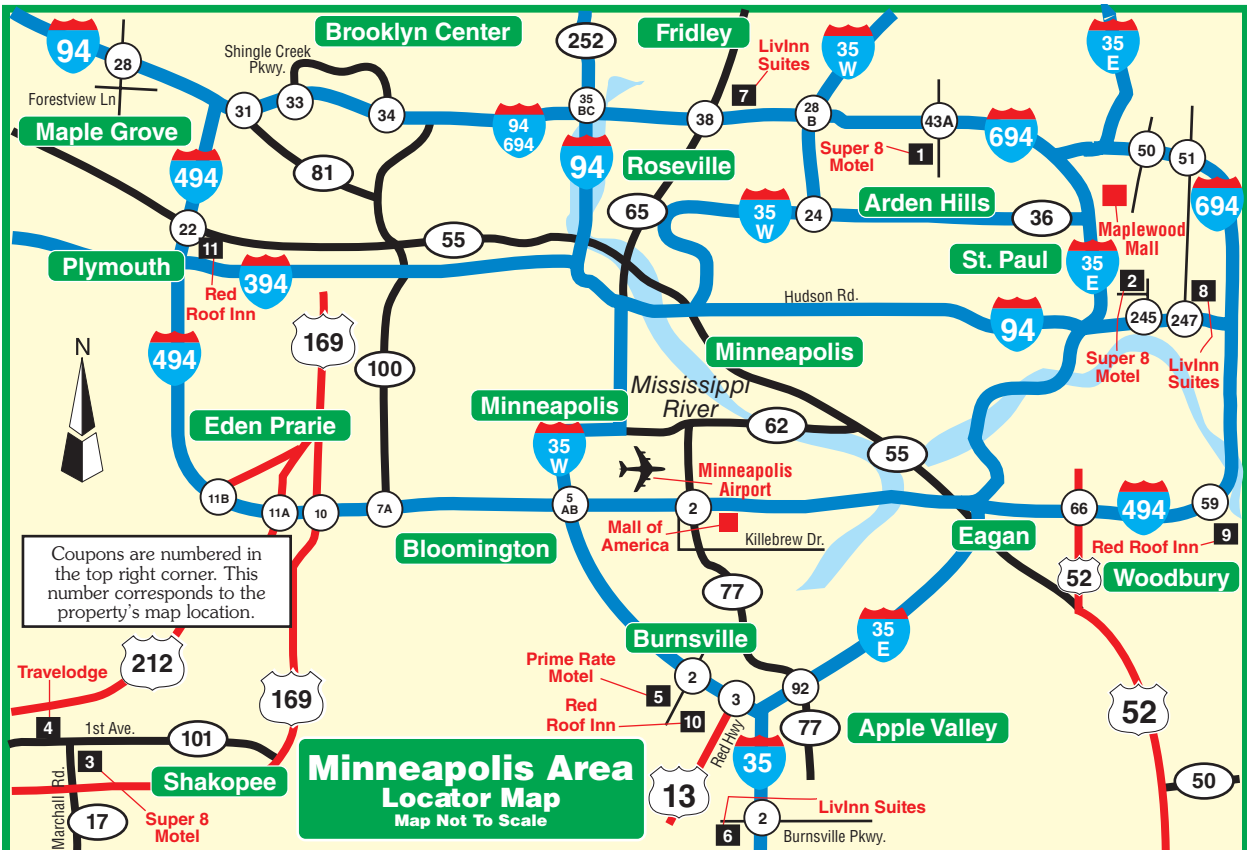 Brooklyn Center
252
Fridley
94
28
Shingle Creek
Pkwy.
LivInn
Suites
35
W
35
E
Forestview Ln
31
33
34
35
BC
7
38
28
B
43A
Maple Grove
94
694
694
50
51
494
81
94
Roseville
Super 8
Motel
1
694
65
35
W
24
Arden Hills
36
Maplewood
Mall
22
11
55
Plymouth
394
Red
Roof Inn
St. Paul
35
E
2
8
Hudson Rd.
94
245
247
N
494
169
100
Minneapolis
Super 8
Motel
LivInn
Suites
Mississippi
River
Minneapolis
Eden Prarie
35
W
62
55
Minneapolis
Airport
11B
11A
10
7A
5
AB
2
66
494
59
Mall of
America
Killebrew Dr.
Bloomington
Eagan
Red Roof Inn
9
52
Woodbury
Coupons are numbered in
the top right corner. This
number corresponds to the
property's map location.
77
35
E
Burnsville
212
Travelodge
169
Prime Rate
Motel
5
2
3
92
Red
Roof Inn
10
52
4
1st Ave.
101
Red Hwy
77
Apple Valley
3
Shakopee
Marchall Rd.
17
Super 8
Motel
Minneapolis Area
Locator Map
Map Not To Scale
13
35
50
LivInn Suites
6
2
Burnsville Pkwy.